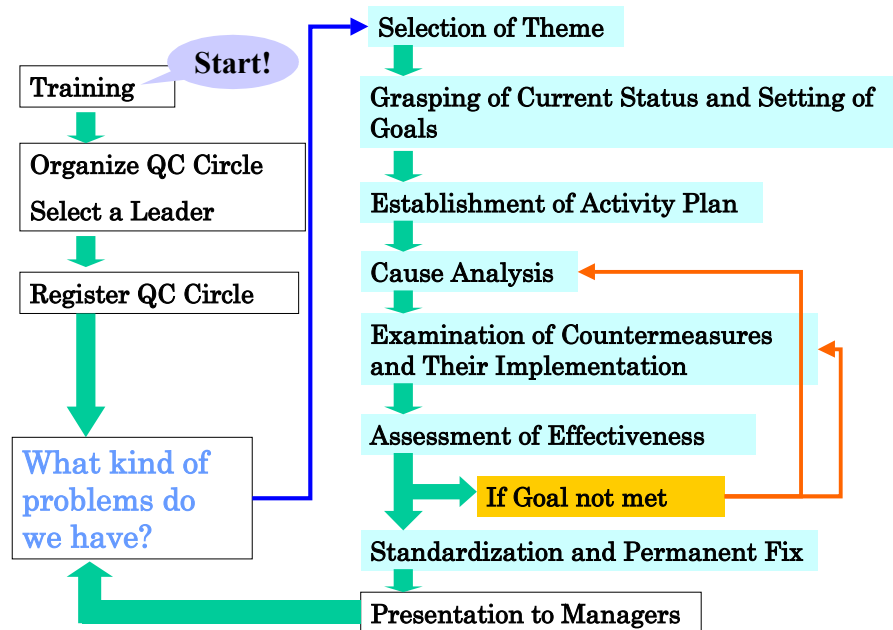 Start!
Training
Organize QC Circle
Select a Leader
Register QC Circle
What kind of
problems do
we have?
Selection of Theme
Grasping of Current Status and Setting of
Goals
Establishment of Activity Plan
Cause Analysis
Examination of Countermeasures
and Their Implementation
Assessment of Effectiveness
If Goal not met
Standardization and Permanent Fix
Presentation to Managers